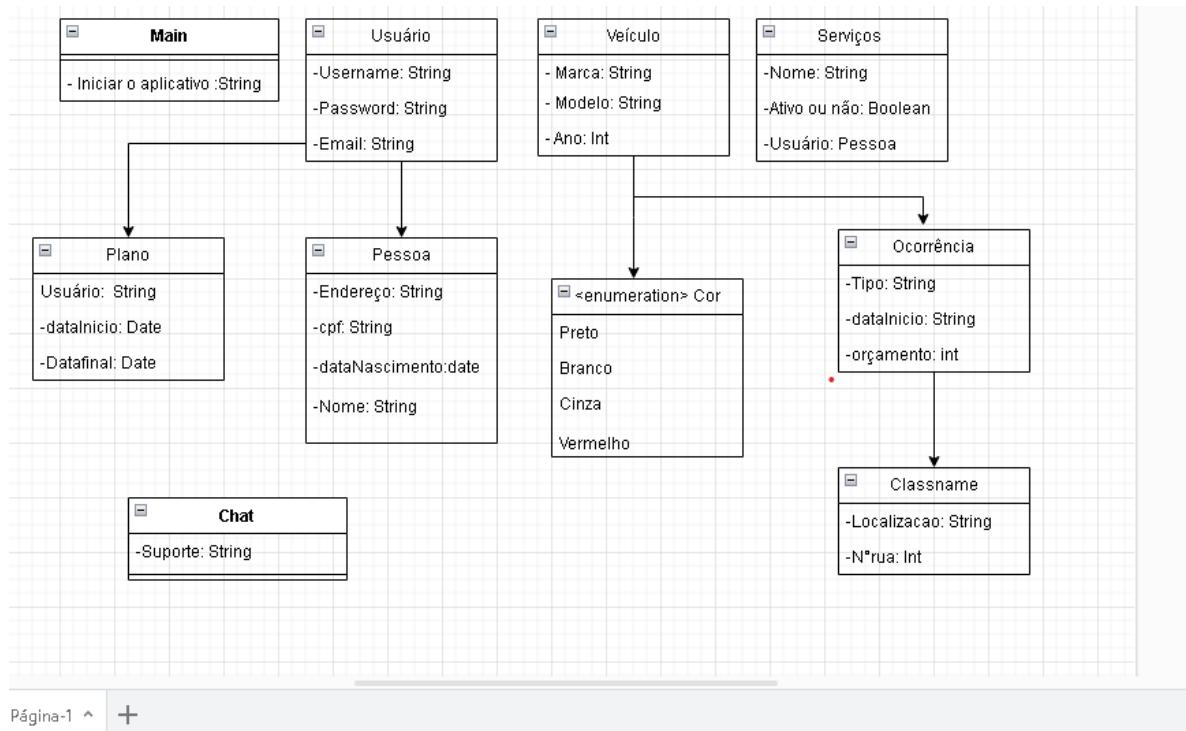 Main
- Iniciar o aplicativo :String
Usuário
-Username: String
-Password: String
-Email: String
Veículo
- Marca: String
- Modelo: String
- Ano: Int
Serviços
-Nome: String
-Ativo ou não: Boolean
-Usuário: Pessoa
Plano
Usuário: String
-dataInicio: Date
-Datafinal: Date
Pessoa
-Endereço: String
-cpf: String
-dataNascimento:date
-Nome: String
<enumeration> Cor
Preto
Branco
Cinza
Vermelho
Ocorrência
-Tipo: String
-dataInicio: String
-orçamento: int
Classname
-Localizacao: String
-N°rua: Int
Chat
-Suporte: String
Página-1